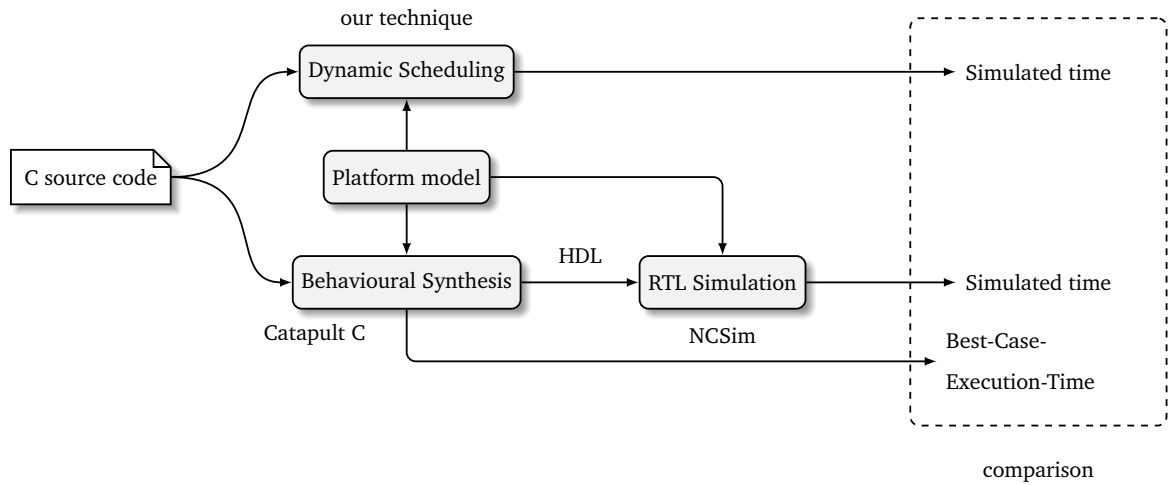 our technique
Dynamic Scheduling
Simulated time
C source code
Platform model
HDL
Behavioural Synthesis
RTL Simulation
Simulated time
Catapult C
NCSim
Best-Case-
Execution-Time
comparison